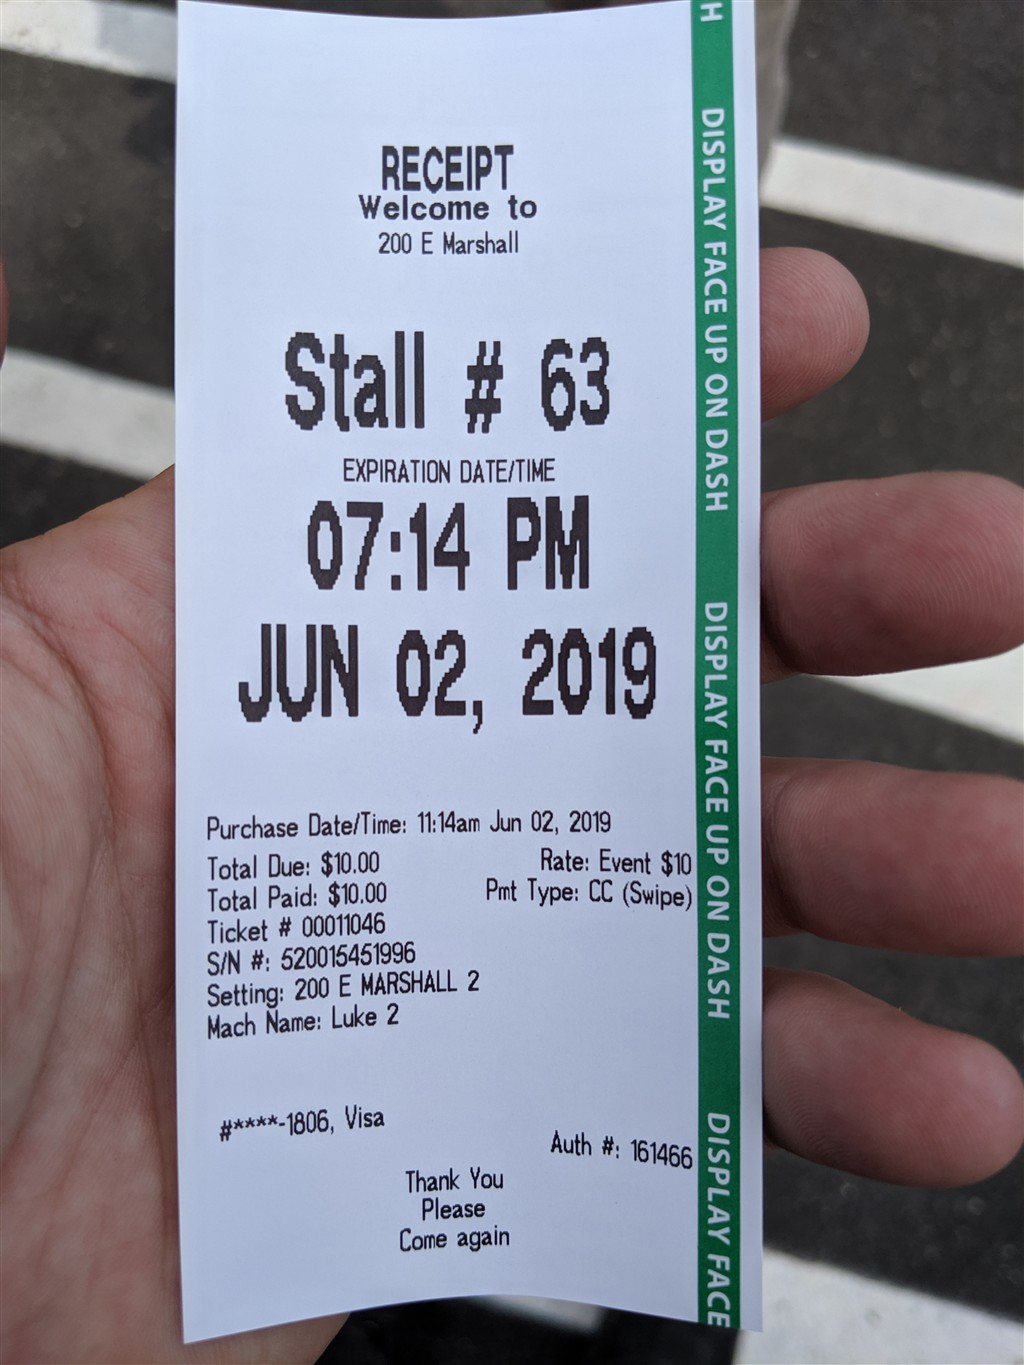 RECEIPT
Welcome to
200 E Marshall
Stall # 63
EXPIRATION DATE/TIME
07:14 PM
JUN 02, 2019
Purchase Date/Time: 11:14am Jun 02, 2019
Total Due: $10.00 Rate: Event $10
Total Paid: $10.00 Pmt Type: CC (Swipe)
Ticket # 00011046
S/N #: 520015451996
Setting: 200 E MARSHALL 2
Mach Name: Luke 2
#****-1806, Visa
Auth #: 161466
Thank You
Please
Come again
H
DISPLAY FACE UP ON DASH
DISPLAY FACE UP ON DASH
DISPLAY FACE